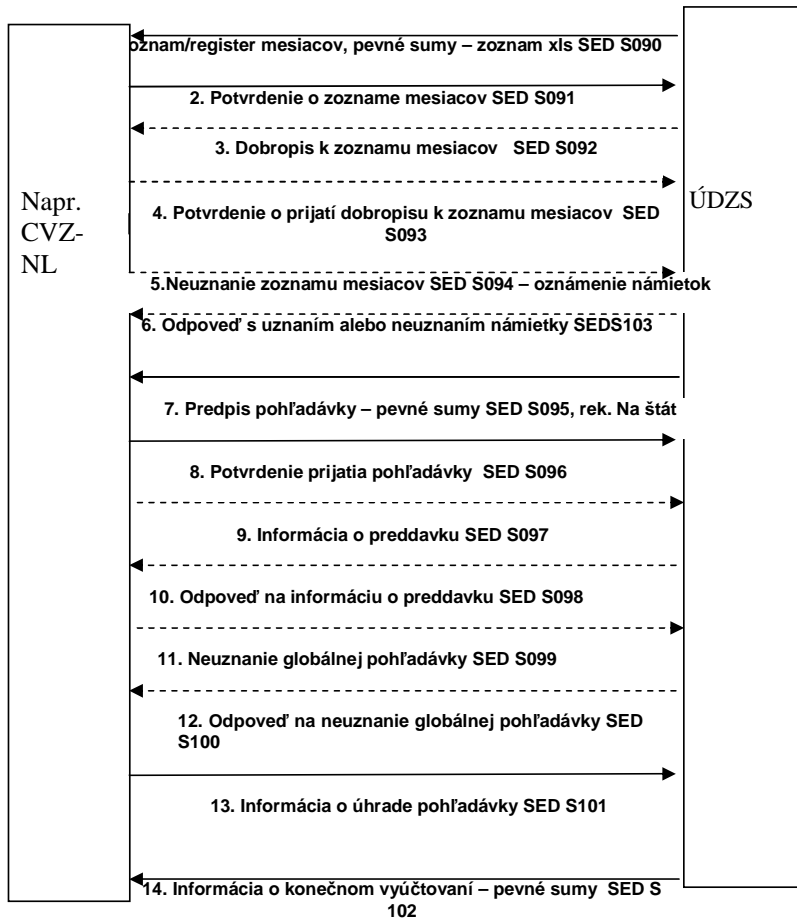 oznam/register mesiacov, pevné sumy – zoznam xls SED S090
2. Potvrdenie o zozname mesiacov SED S091
3. Dobropis k zoznamu mesiacov SED S092
Napr.
CVZ-
NL
ÚDZS
4. Potvrdenie o prijatí dobropisu k zoznamu mesiacov SED
S093
5.Neuznanie zoznamu mesiacov SED S094 – oznámenie námietok
6. Odpoveď s uznaním alebo neuznaním námietky SEDS103
7. Predpis pohľadávky – pevné sumy SED S095, rek. Na štát
8. Potvrdenie prijatia pohľadávky SED S096
9. Informácia o preddavku SED S097
10. Odpoveď na informáciu o preddavku SED S098
11. Neuznanie globálnej pohľadávky SED S099
12. Odpoveď na neuznanie globálnej pohľadávky SED
S100
13. Informácia o úhrade pohľadávky SED S101
14. Informácia o konečnom vyúčtovaní – pevné sumy SED S
102